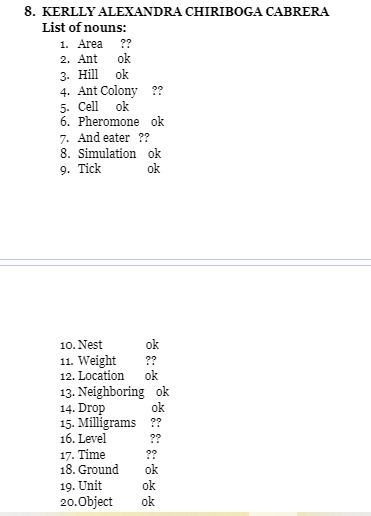 8. KERLLY ALEXANDRA CHIRIBOGA CABRERA
List of nouns:
1. Area ??
2. Ant ok
3. Hill ok
4. Ant Colony ??
5. Cell ok
6. Pheromone ok
7. And eater ??
8. Simulation ok
9. Tick ok
10. Nest ok
11. Weight ??
12. Location ok
13. Neighboring ok
14. Drop ok
15. Milligrams ??
16. Level ??
17. Time ??
18. Ground ok
19. Unit ok
20. Object ok